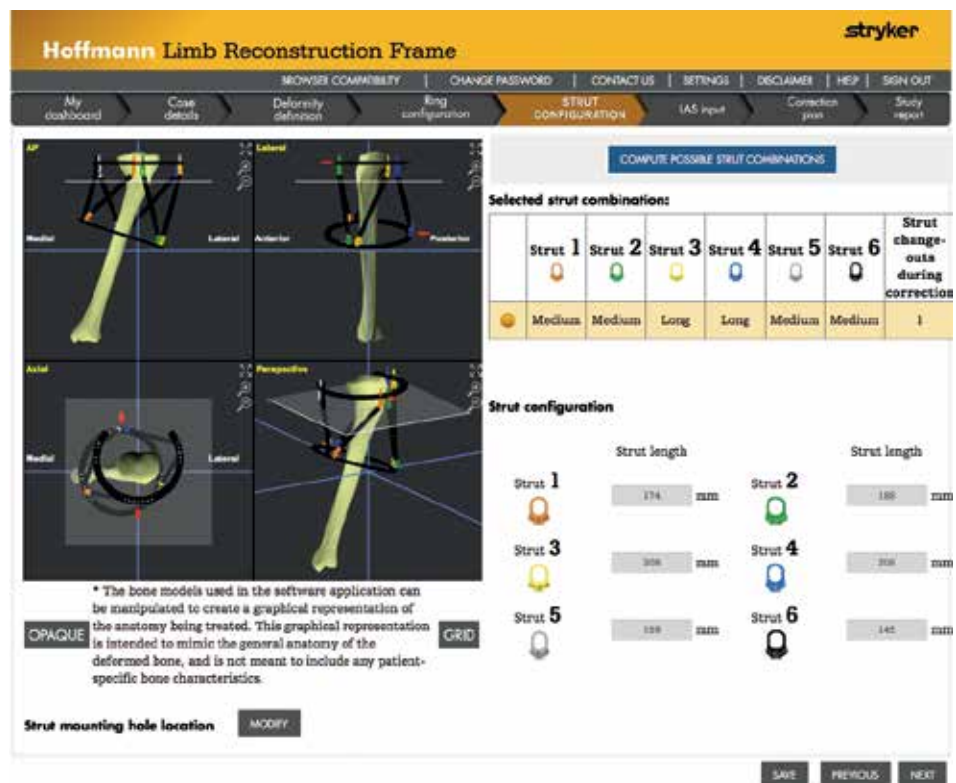 stryker
Hoffmann Limb Reconstruction Frame
BROWSER COMPATIBILITY | CHANGE PASSWORD | CONTACT US | SETTINGS | DISCLAIMER | HELP | SIGN OUT
My dashboard
Case details
Deformity definition
Ring configuration
STRUT CONFIGURATION
IAS input
Correction plan
Study report
AP
Medial
Lateral
Lateral
Anterior
Posterior
Axial
Medial
Lateral
Perspective
* The bone models used in the software application can
be manipulated to create a graphical representation of
the anatomy being treated. This graphical representation
is intended to mimic the general anatomy of the
deformed bone, and is not meant to include any patient-
specific bone characteristics.
OPAQUE
GRID
Strut mounting hole location
MODIFY
COMPUTE POSSIBLE STRUT COMBINATIONS
Selected strut combination:
Strut 1 Strut 2 Strut 3 Strut 4 Strut 5 Strut 6
Strut
change-
outs
during
correction
Medium Medium Long Long Medium Medium 1
Strut configuration
Strut length Strut length
Strut 1 174 mm Strut 2 mm
Strut 3 mm Strut 4 mm
Strut 5 mm Strut 6 mm
SAVE PREVIOUS NEXT